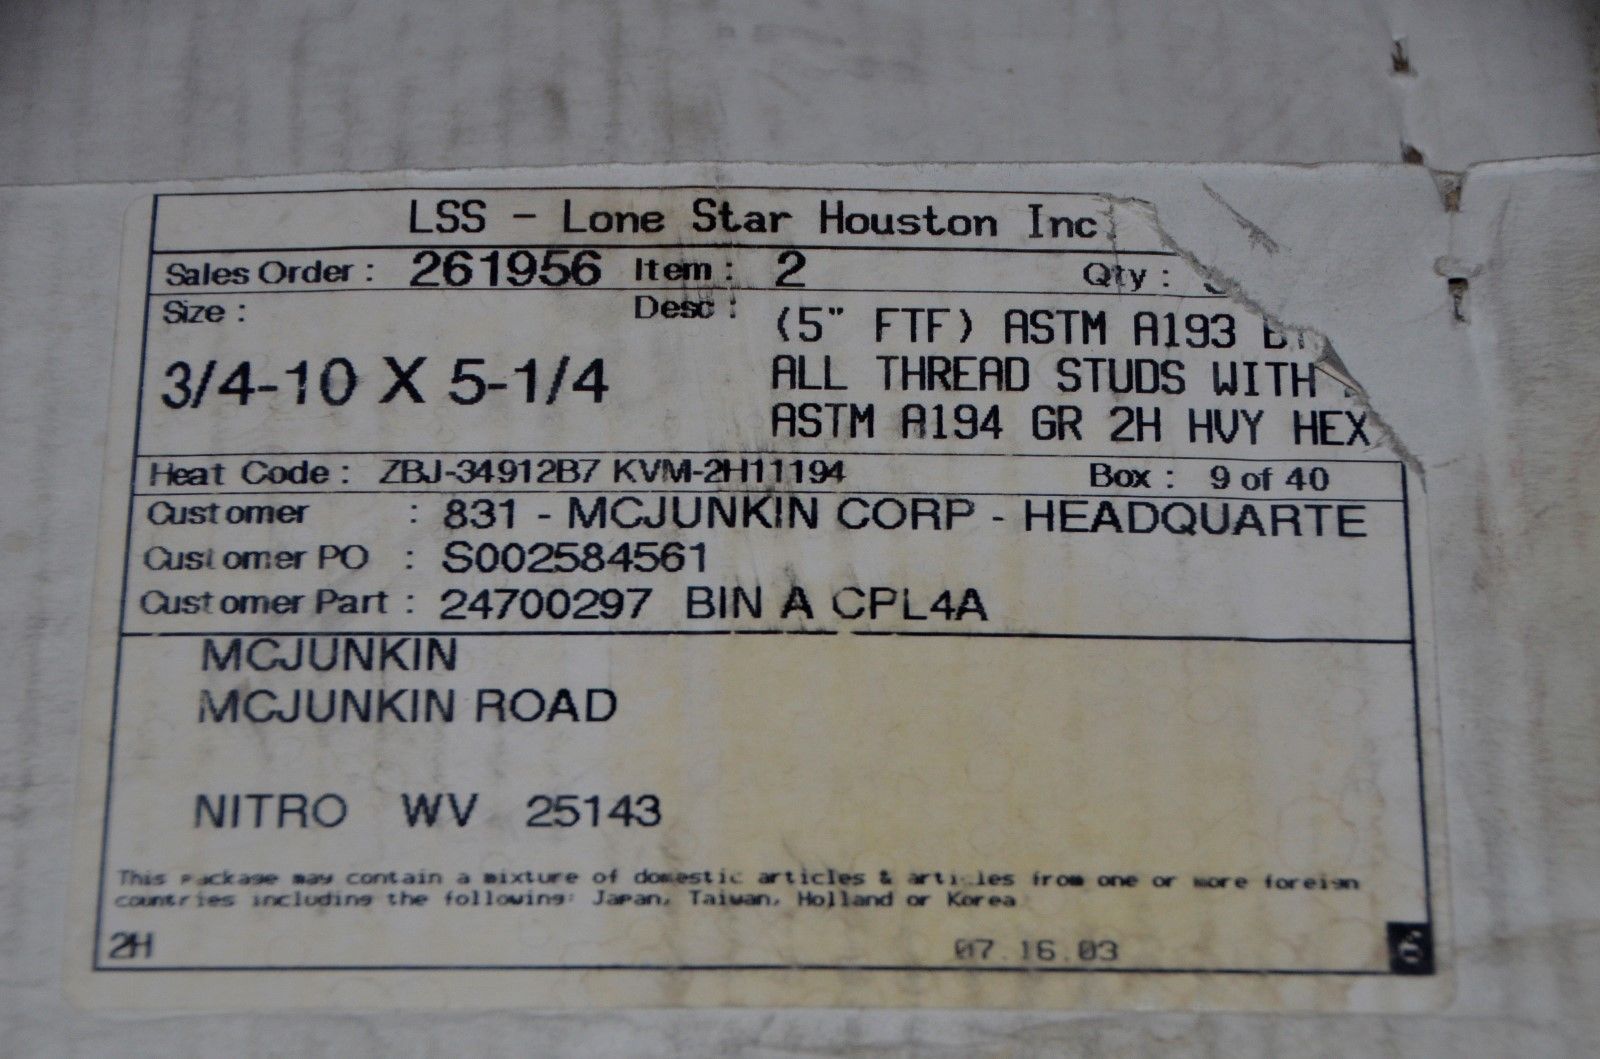 LSS - Lone Star Houston Inc.
Sales Order : 261956 Item : 2 Qty :
Size : Desc : (5" FTF) ASTM A193
3/4-10 X 5-1/4 ALL THREAD STUDS WITH
ASTM A194 GR 2H HVY HEX
Heat Code : ZBJ-34912B7 KVM-2H11194 Box : 9 of 40
Customer : 831 - MCJUNKIN CORP - HEADQUARTE
Customer PO : S002584561
Customer Part : 24700297 BIN A CPL4A
MCJUNKIN
MCJUNKIN ROAD
NITRO WV 25143
This package may contain a mixture of domestic articles & articles from one or more foreign
countries including the following: Japan, Taiwan, Holland or Korea
2H 07.16.03